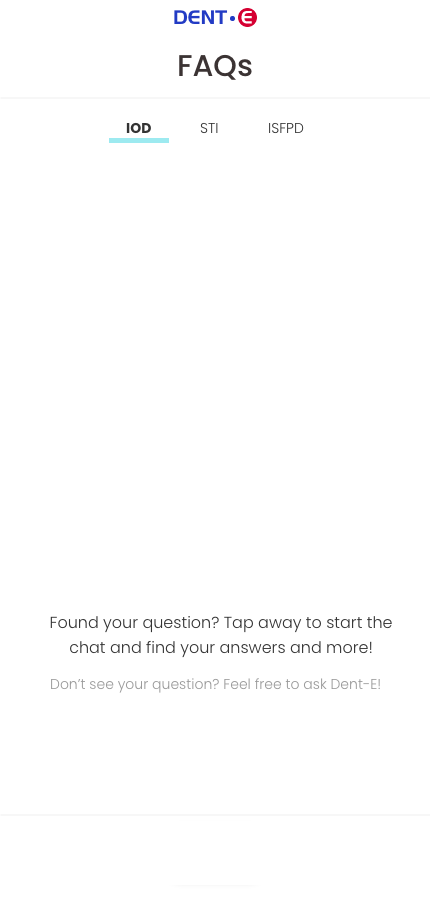 DENT•E
FAQs
IOD STI ISFPD
Found your question? Tap away to start the
chat and find your answers and more!
Don’t see your question? Feel free to ask Dent-E!